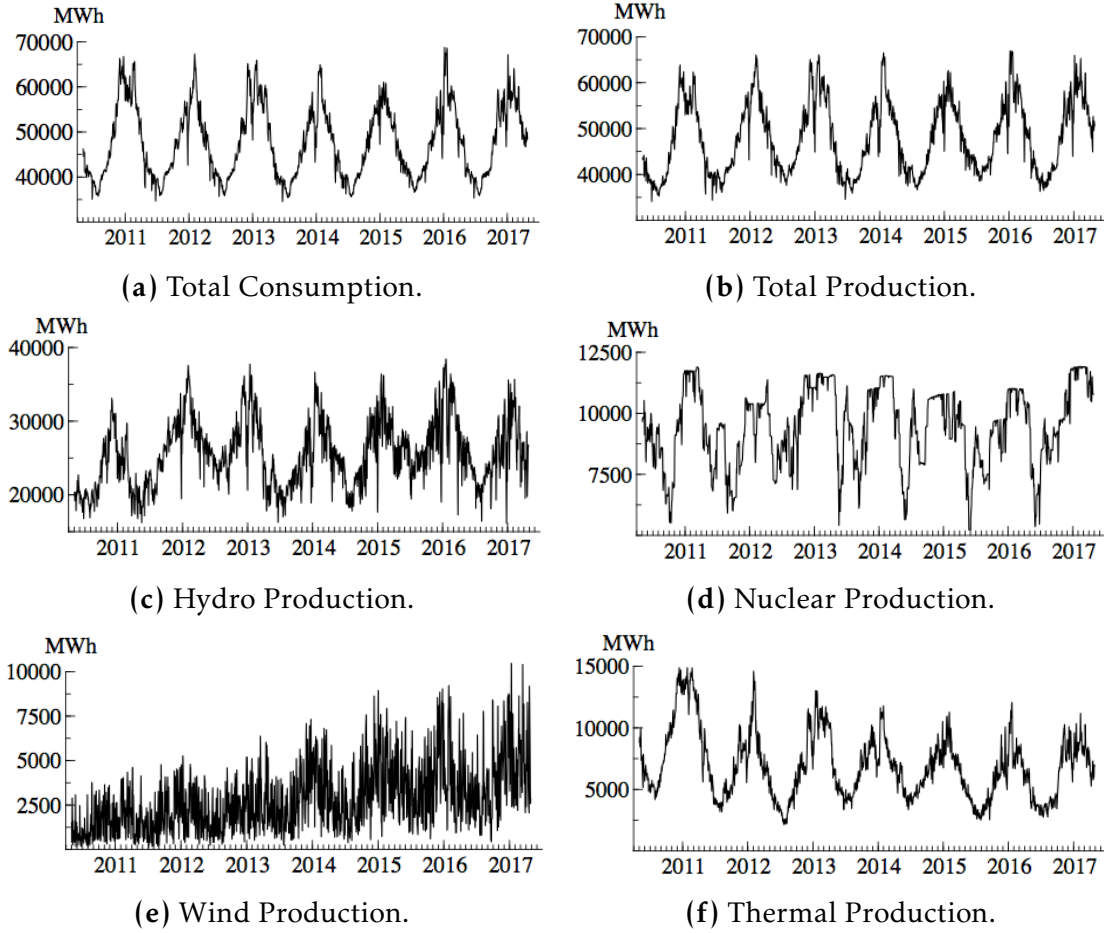 MWh
70000
60000
50000
40000
2011 2012 2013 2014 2015 2016 2017
(a) Total Consumption.
MWh
70000
60000
50000
40000
2011 2012 2013 2014 2015 2016 2017
(b) Total Production.
MWh
40000
30000
20000
2011 2012 2013 2014 2015 2016 2017
(c) Hydro Production.
MWh
12500
10000
7500
2011 2012 2013 2014 2015 2016 2017
(d) Nuclear Production.
MWh
10000
7500
5000
2500
2011 2012 2013 2014 2015 2016 2017
(e) Wind Production.
MWh
15000
10000
5000
2011 2012 2013 2014 2015 2016 2017
(f) Thermal Production.